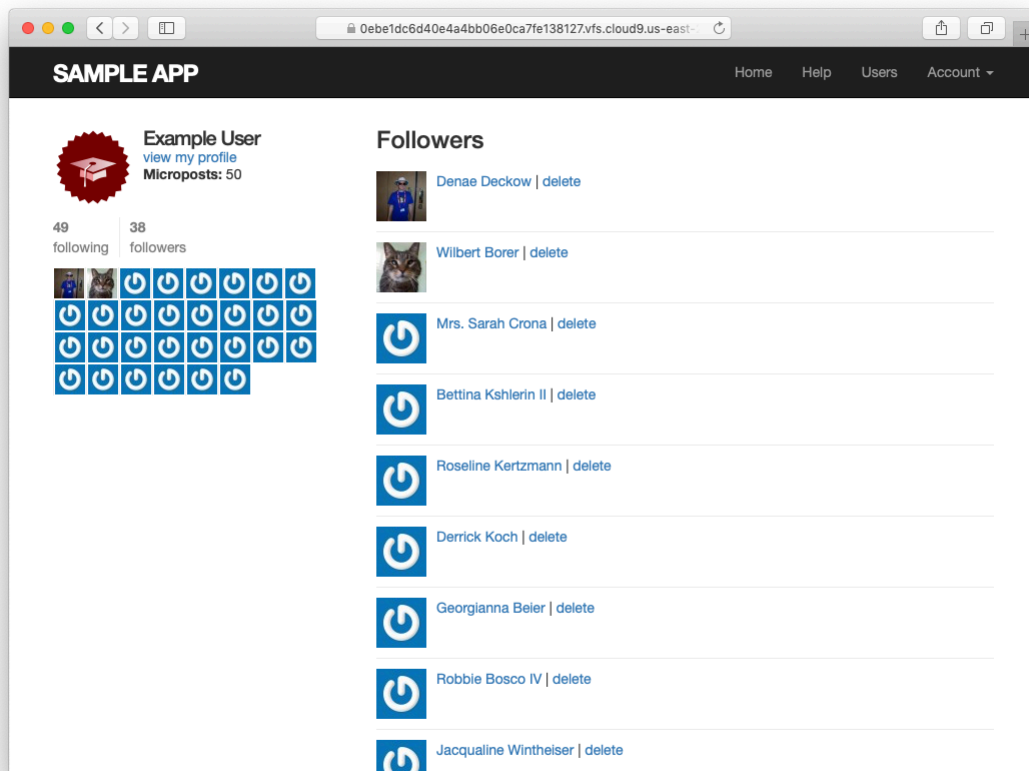 0ebe1dc6d40e4a4bb06e0ca7fe138127.vfs.cloud9.us-east-
SAMPLE APP
Home Help Users Account
Example User
view my profile
Microposts: 50
49 following
38 followers
Followers
Denae Deckow | delete
Wilbert Borer | delete
Mrs. Sarah Crona | delete
Bettina Kshlerin II | delete
Roseline Kertzmann | delete
Derrick Koch | delete
Georgianna Beier | delete
Robbie Bosco IV | delete
Jacqualine Wintheiser | delete